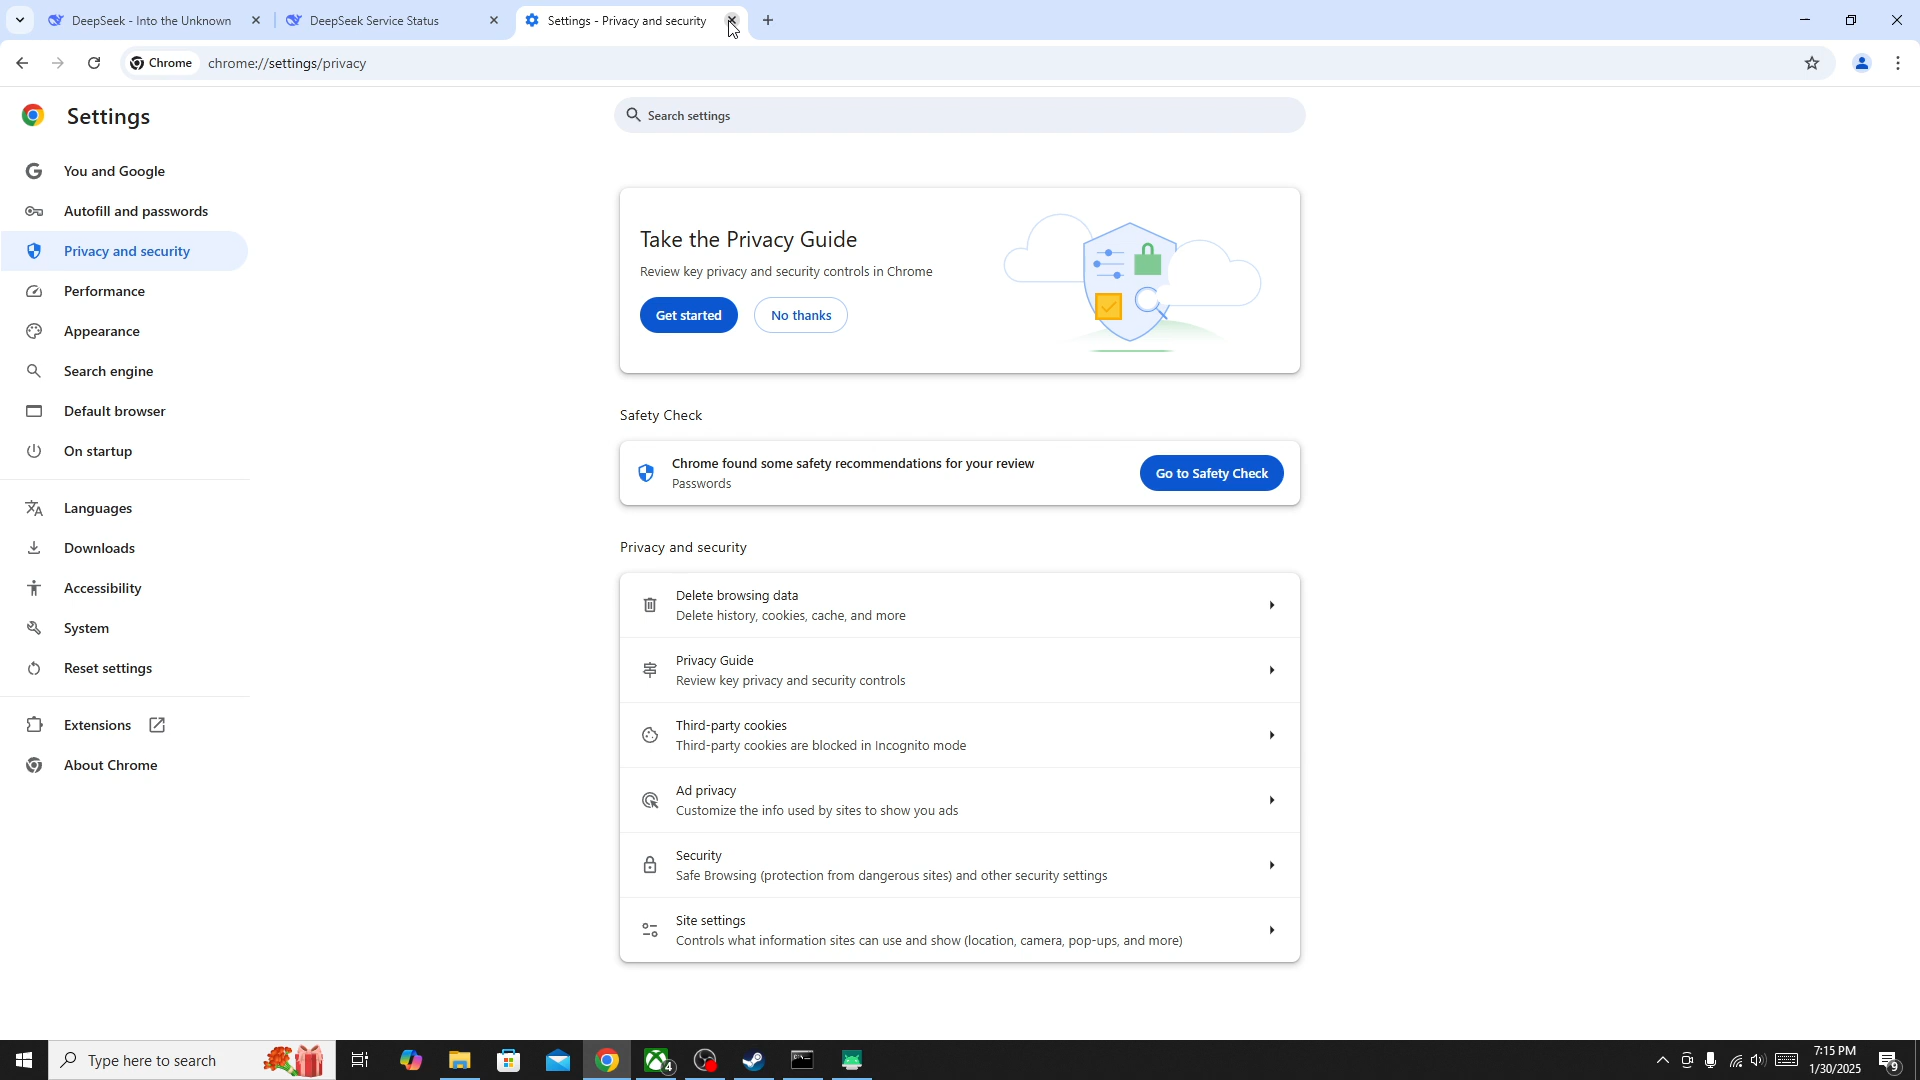 DeepSeek - Into the Unknown
DeepSeek Service Status
Settings - Privacy and security
Chrome
chrome://settings/privacy
Settings
Search settings
You and Google
Autofill and passwords
Privacy and security
Performance
Appearance
Search engine
Default browser
On startup
Languages
Downloads
Accessibility
System
Reset settings
Extensions
About Chrome
Take the Privacy Guide
Review key privacy and security controls in Chrome
Get started
No thanks
Safety Check
Chrome found some safety recommendations for your review
Passwords
Go to Safety Check
Privacy and security
Delete browsing data
Delete history, cookies, cache, and more
Privacy Guide
Review key privacy and security controls
Third-party cookies
Third-party cookies are blocked in Incognito mode
Ad privacy
Customize the info used by sites to show you ads
Security
Safe Browsing (protection from dangerous sites) and other security settings
Site settings
Controls what information sites can use and show (location, camera, pop-ups, and more)
Type here to search
4
7:15 PM
1/30/2025
9